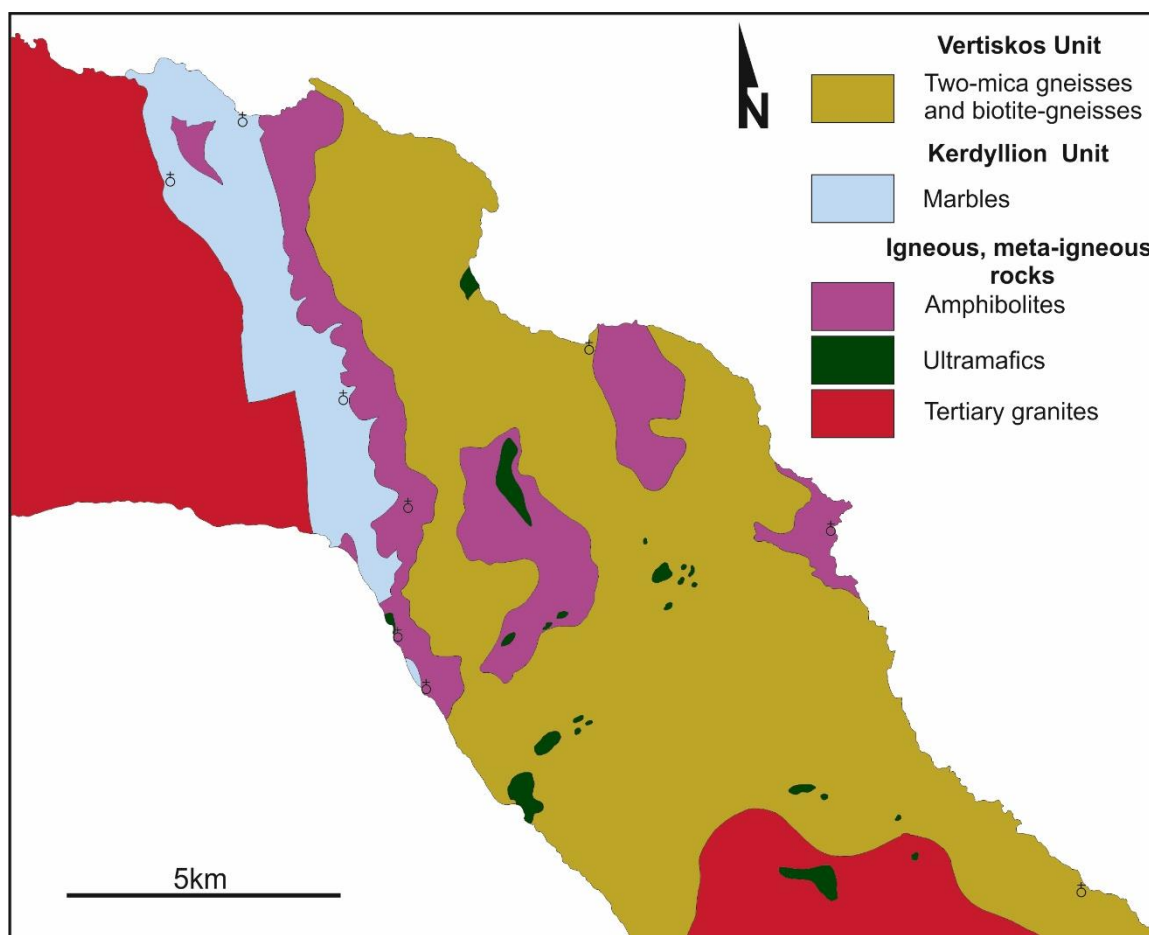 Vertiskos Unit
Two-mica gneisses
and biotite-gneisses
Kerdyllion Unit
Marbles
Igneous, meta-igneous
rocks
Amphibolites
Ultramafics
Tertiary granites
N
5km